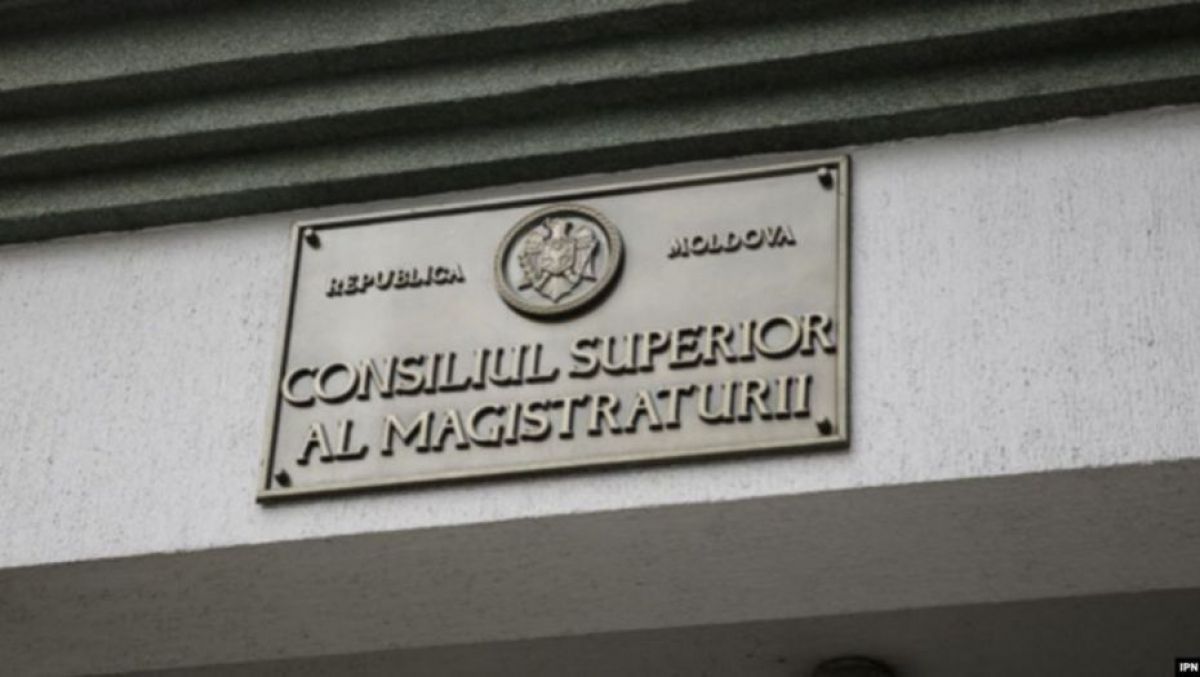 REPUBLICA MOLDOVA
CONSILIUL SUPERIOR
AL MAGISTRATURII
IPN